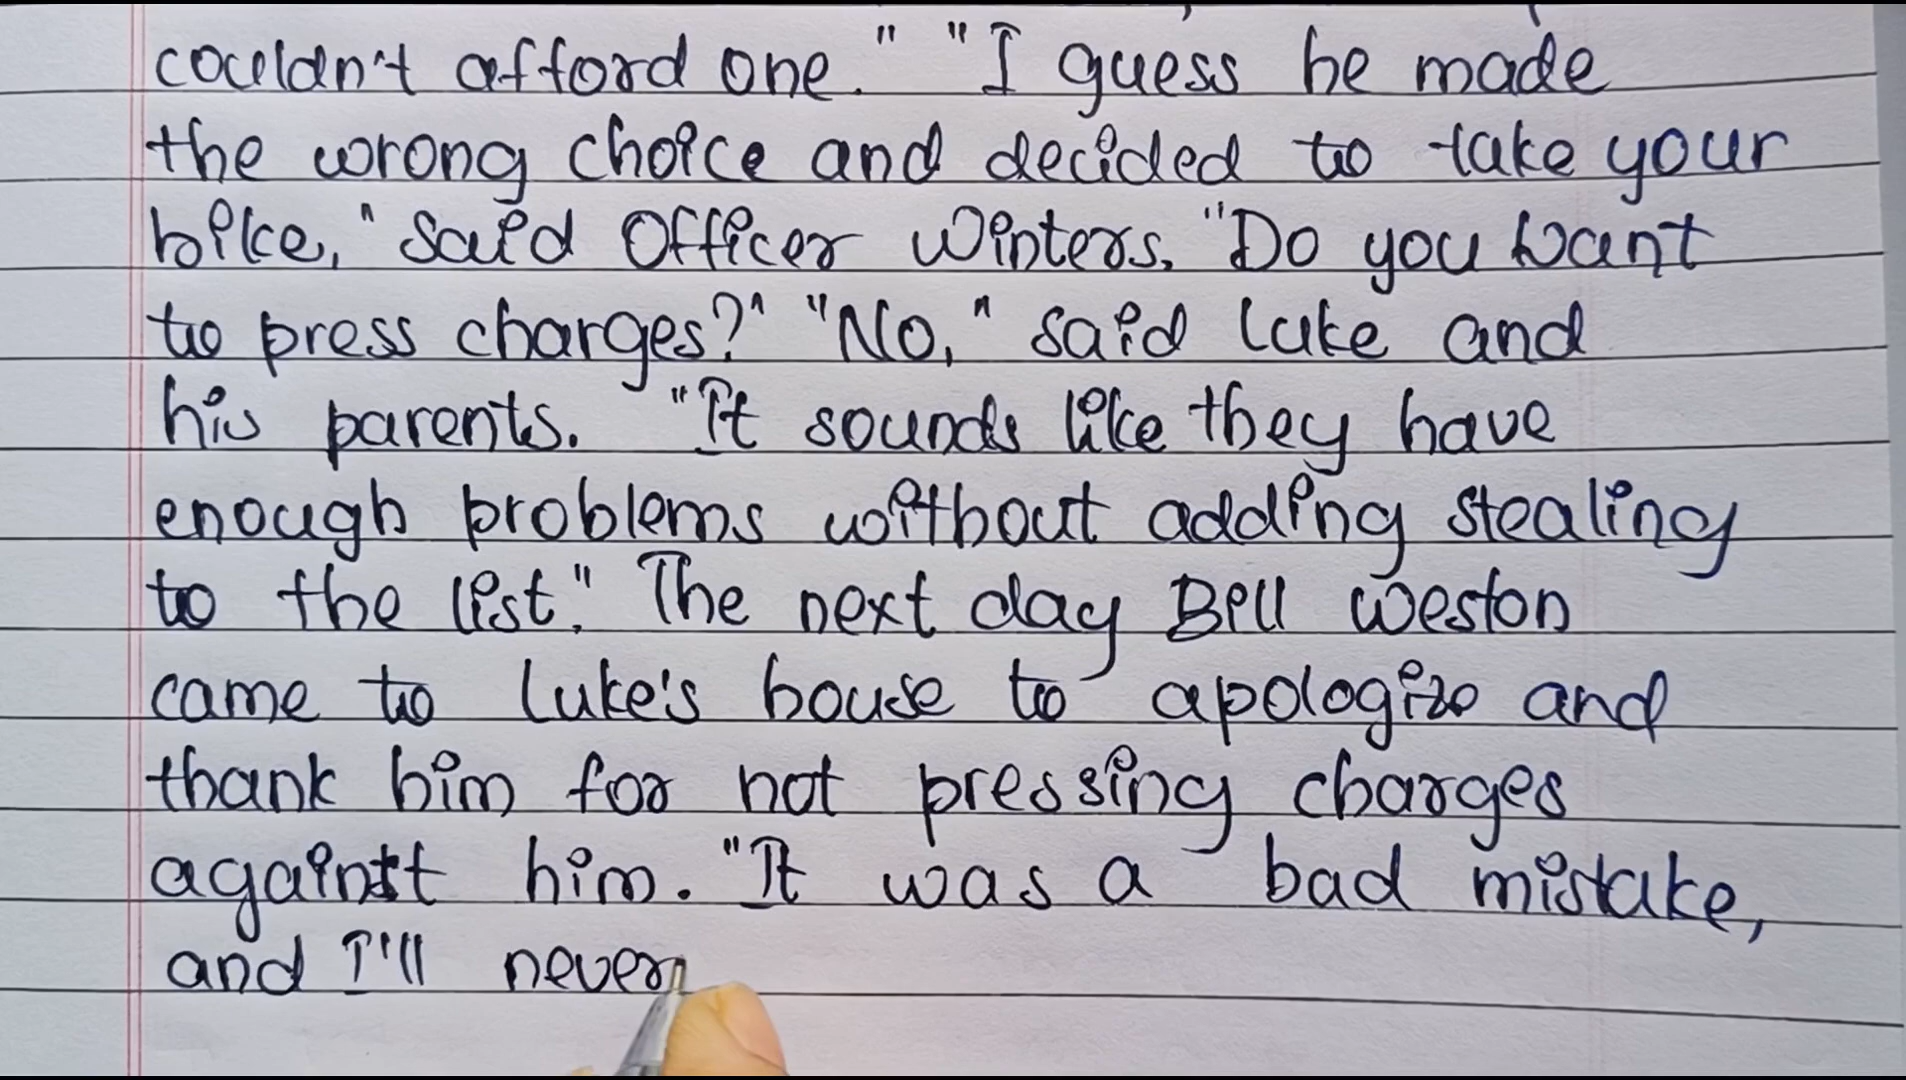 couldn't afford one." "I guess he made
the wrong choice and decided to take your
bike," said Officer Winters. "Do you want
to press charges?" "No," said Luke and
his parents. "It sounds like they have
enough problems without adding stealing
to the list." The next day Bill Weston
came to Luke's house to apologize and
thank him for not pressing charges
against him. "It was a bad mistake,
and I'll never